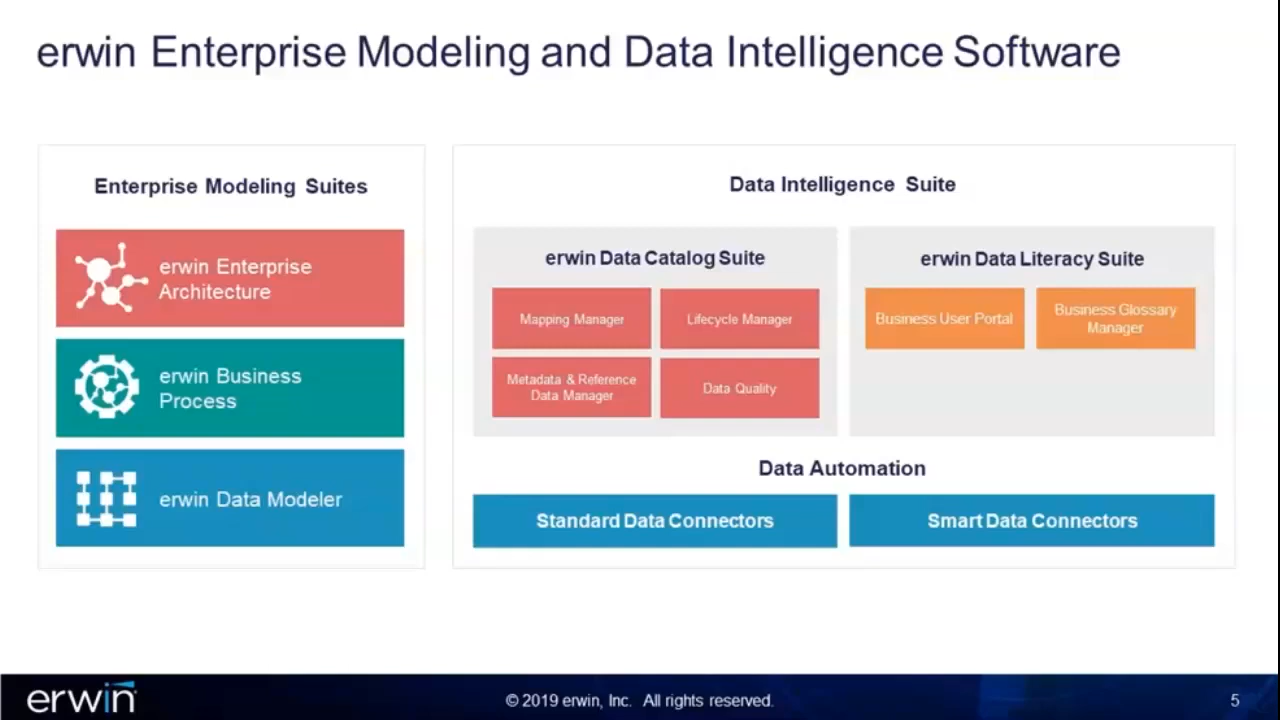 erwin Enterprise Modeling and Data Intelligence Software
Enterprise Modeling Suites
erwin Enterprise
Architecture
erwin Business
Process
erwin Data Modeler
Data Intelligence Suite
erwin Data Catalog Suite
Mapping Manager
Lifecycle Manager
Metadata & Reference
Data Manager
Data Quality
erwin Data Literacy Suite
Business User Portal
Business Glossary
Manager
Data Automation
Standard Data Connectors
Smart Data Connectors
erwin
© 2019 erwin, Inc. All rights reserved.
5